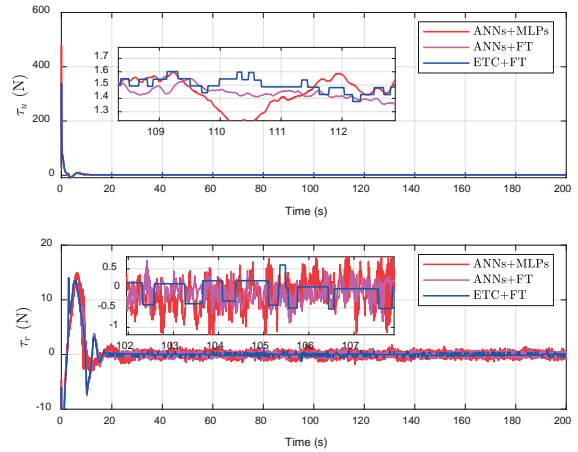 600
400
200
0
τu (N)
ANNs+MLPs
ANNs+FT
ETC+FT
1.7
1.6
1.5
1.4
1.3
109 110 111 112
0 20 40 60 80 100 120 140 160 180 200
Time (s)
20
10
0
-10
τr (N)
ANNs+MLPs
ANNs+FT
ETC+FT
0.5
0
-0.5
-1
102 103 104 105 106 107
0 20 40 60 80 100 120 140 160 180 200
Time (s)